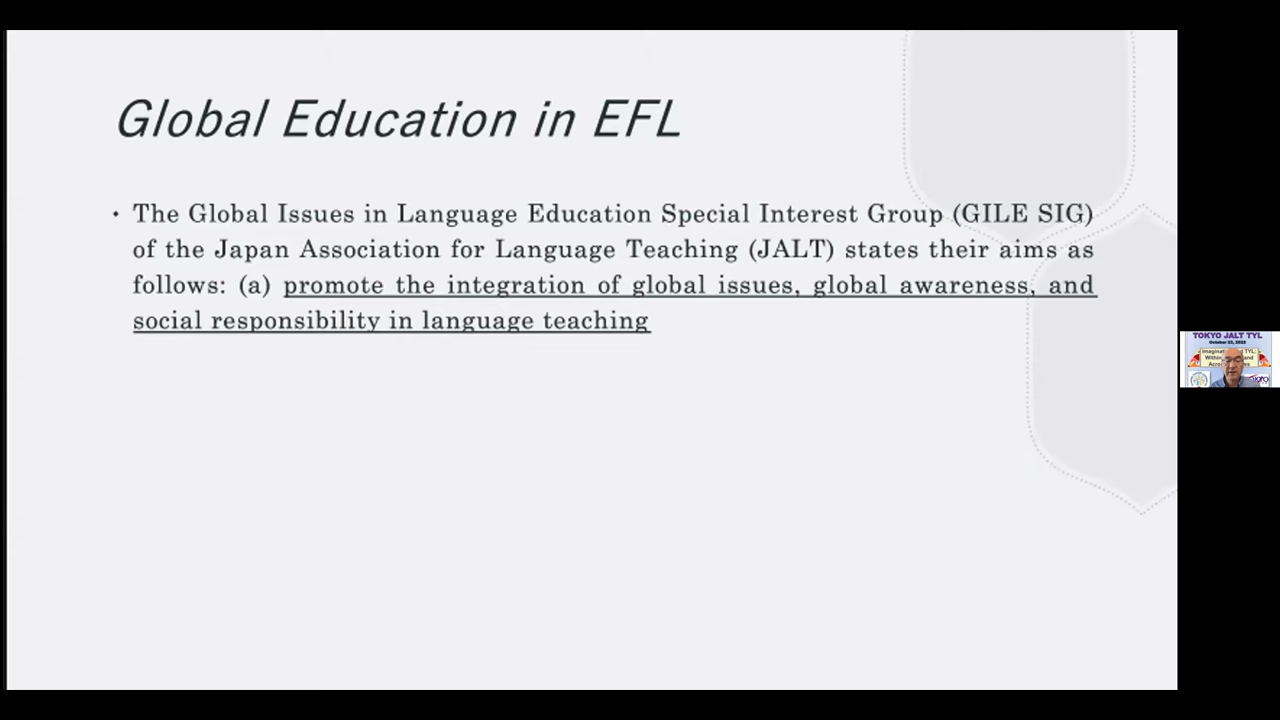 Global Education in EFL
• The Global Issues in Language Education Special Interest Group (GILE SIG)
of the Japan Association for Language Teaching (JALT) states their aims as
follows: (a) promote the integration of global issues, global awareness, and
social responsibility in language teaching
TOKYO JALT TYL
October 23, 2022